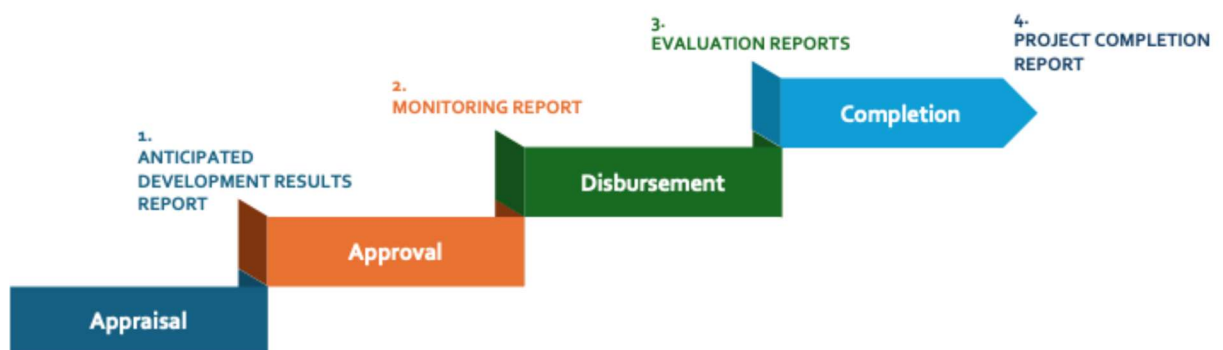 1.
ANTICIPATED
DEVELOPMENT RESULTS
REPORT
Appraisal
2.
MONITORING REPORT
Approval
3.
EVALUATION REPORTS
Disbursement
4.
PROJECT COMPLETION
REPORT
Completion